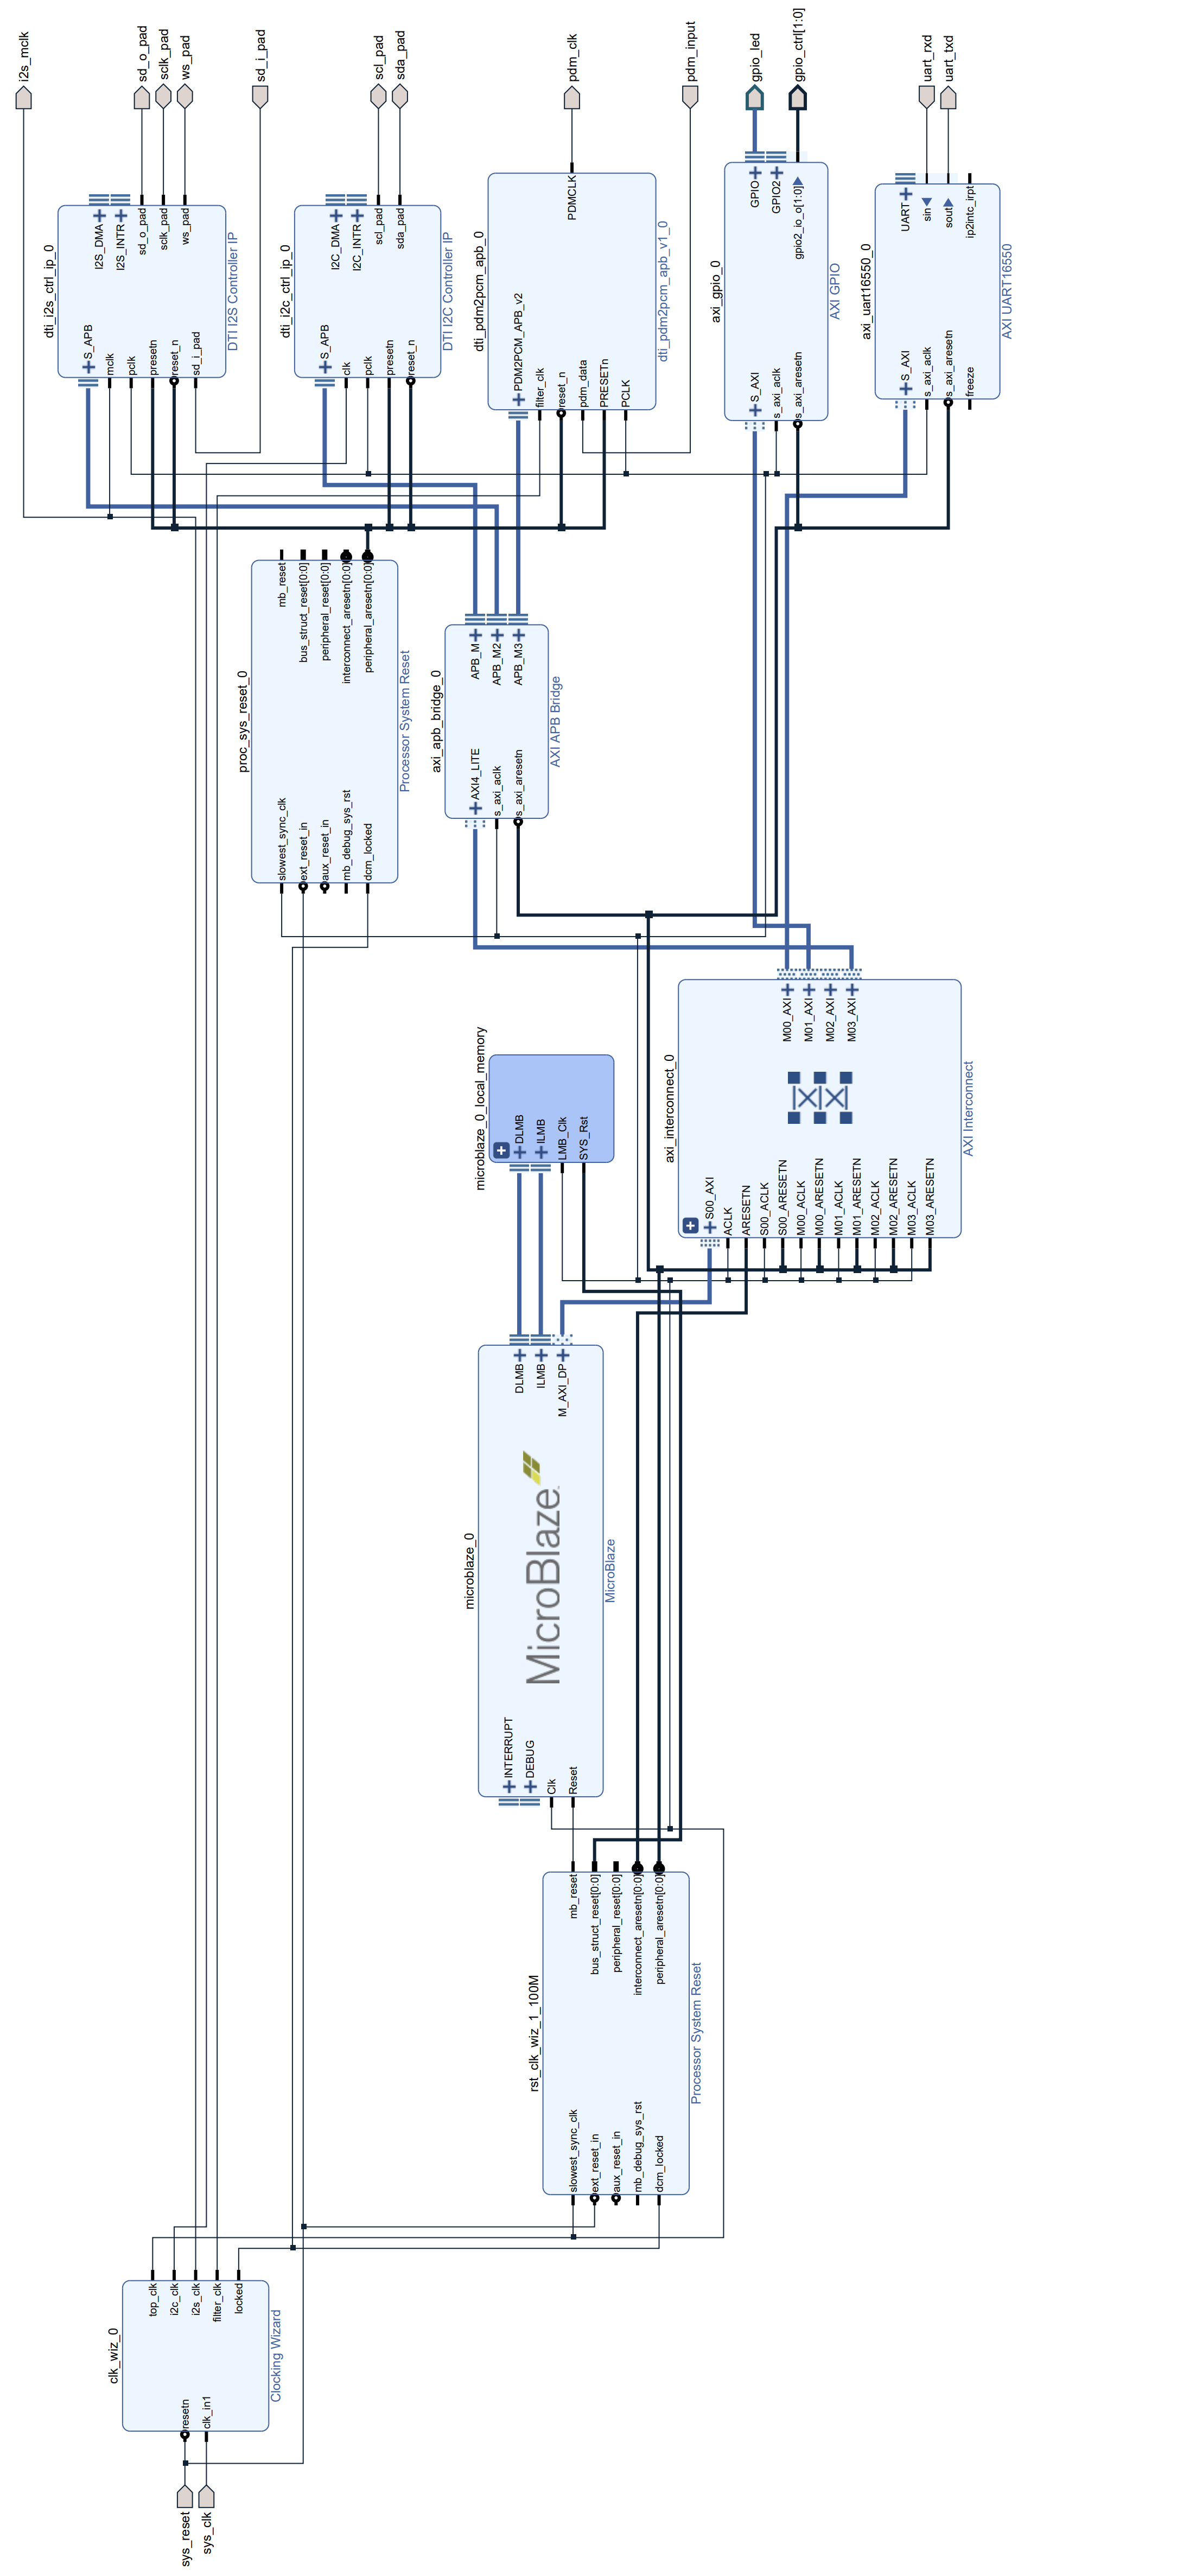 sys_reset
sys_clk
clk_wiz_0
resetn
clk_in1
top_clk
i2c_clk
i2s_clk
filter_clk
locked
Clocking Wizard
rst_clk_wiz_1_100M
slowest_sync_clk
ext_reset_in
aux_reset_in
mb_debug_sys_rst
dcm_locked
mb_reset
bus_struct_reset[0:0]
peripheral_reset[0:0]
interconnect_aresetn[0:0]
peripheral_aresetn[0:0]
Processor System Reset
microblaze_0
INTERRUPT
DEBUG
Clk
Reset
MicroBlaze
DLMB
ILMB
M_AXI_DP
MicroBlaze
microblaze_0_local_memory
DLMB
ILMB
LMB_Clk
SYS_Rst
axi_interconnect_0
S00_AXI
ACLK
ARESETN
S00_ACLK
S00_ARESETN
M00_ACLK
M00_ARESETN
M01_ACLK
M01_ARESETN
M02_ACLK
M02_ARESETN
M03_ACLK
M03_ARESETN
M00_AXI
M01_AXI
M02_AXI
M03_AXI
AXI Interconnect
proc_sys_reset_0
slowest_sync_clk
ext_reset_in
aux_reset_in
mb_debug_sys_rst
dcm_locked
mb_reset
bus_struct_reset[0:0]
peripheral_reset[0:0]
interconnect_aresetn[0:0]
peripheral_aresetn[0:0]
Processor System Reset
axi_apb_bridge_0
AXI4_LITE
s_axi_aclk
s_axi_aresetn
APB_M
APB_M2
APB_M3
AXI APB Bridge
dti_i2s_ctrl_ip_0
S_APB
mclk
pclk
presetn
reset_n
sd_i_pad
I2S_DMA
I2S_INTR
sd_o_pad
sclk_pad
ws_pad
DTI I2S Controller IP
dti_i2c_ctrl_ip_0
S_APB
clk
pclk
presetn
reset_n
I2C_DMA
I2C_INTR
scl_pad
sda_pad
DTI I2C Controller IP
dti_pdm2pcm_apb_0
PDM2PCM_APB_v2
filter_clk
reset_n
pdm_data
PRESETn
PCLK
PDMCLK
dti_pdm2pcm_apb_v1_0
axi_gpio_0
S_AXI
s_axi_aclk
s_axi_aresetn
GPIO
GPIO2
gpio2_io_o[1:0]
AXI GPIO
axi_uart16550_0
S_AXI
s_axi_aclk
s_axi_aresetn
freeze
UART
sin
sout
ip2intc_irpt
AXI UART16550
i2s_mclk
sd_o_pad
sclk_pad
ws_pad
sd_i_pad
scl_pad
sda_pad
pdm_clk
pdm_input
gpio_led
gpio_ctrl[1:0]
uart_rxd
uart_txd